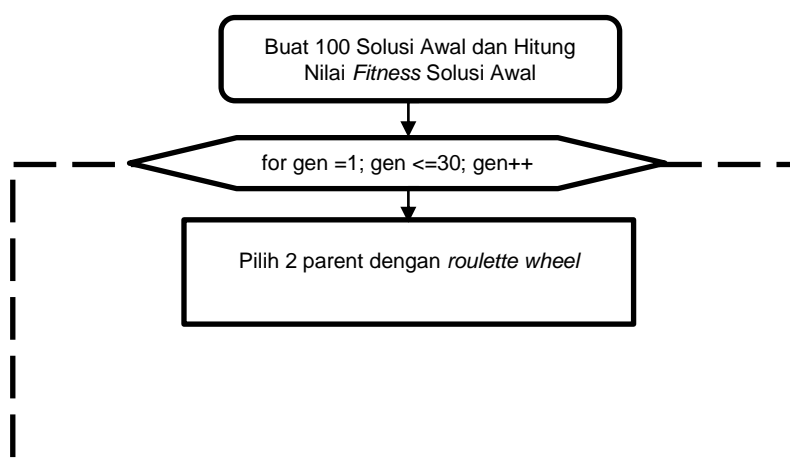 Buat 100 Solusi Awal dan Hitung
Nilai Fitness Solusi Awal
for gen =1; gen <=30; gen++
Pilih 2 parent dengan roulette wheel